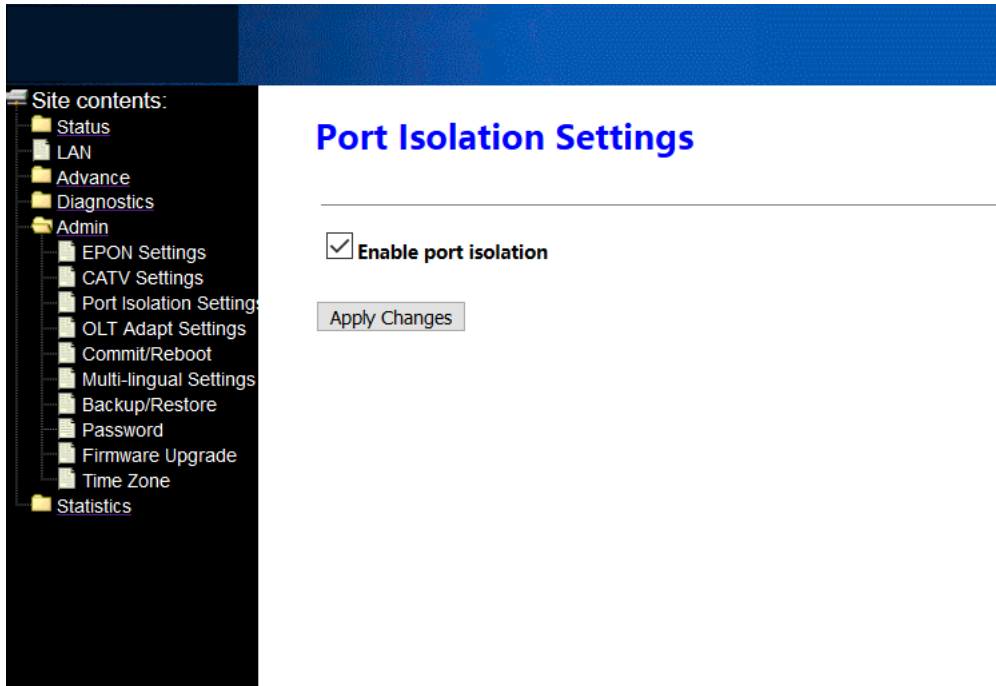 Site contents:
Status
LAN
Advance
Diagnostics
Admin
EPON Settings
CATV Settings
Port Isolation Setting
OLT Adapt Settings
Commit/Reboot
Multi-lingual Settings
Backup/Restore
Password
Firmware Upgrade
Time Zone
Statistics
Port Isolation Settings
Enable port isolation
Apply Changes